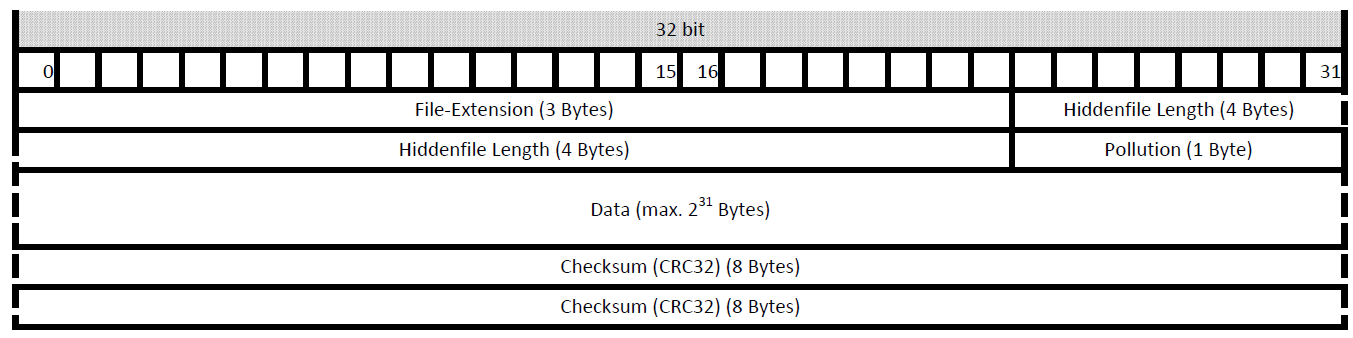 32 bit
0 15 16 31
File-Extension (3 Bytes) Hiddenfile Length (4 Bytes)
Hiddenfile Length (4 Bytes) Pollution (1 Byte)
Data (max. 2³¹ Bytes)
Checksum (CRC32) (8 Bytes)
Checksum (CRC32) (8 Bytes)